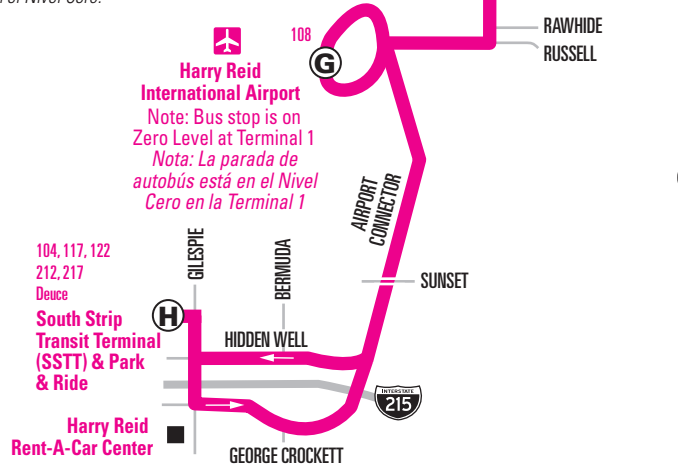 el Nivel Cero.
RAWHIDE
RUSSELL
108
G
Harry Reid
International Airport
Note: Bus stop is on
Zero Level at Terminal 1
Nota: La parada de
autobús está en el Nivel
Cero en la Terminal 1
AIRPORT
CONNECTOR
SUNSET
GILESPIE
BERMUDA
104, 117, 122
212, 217
Deuce
H
South Strip
Transit Terminal
(SSTT) & Park
& Ride
HIDDEN WELL
INTERSTATE
215
Harry Reid
Rent-A-Car Center
GEORGE CROCKETT